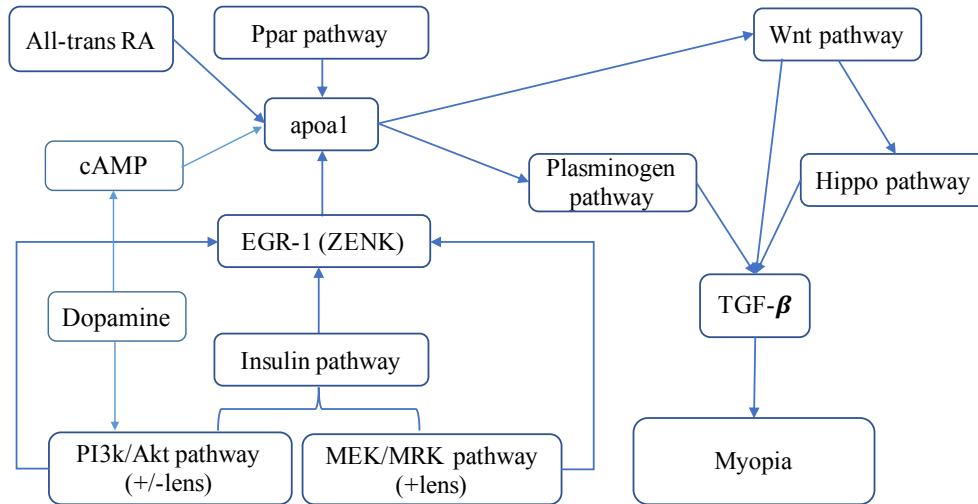 All-trans RA
Ppar pathway
Wnt pathway
apoa1
cAMP
Plasminogen
pathway
Hippo pathway
EGR-1 (ZENK)
Dopamine
TGF-β
Insulin pathway
PI3k/Akt pathway
(+/-lens)
MEK/MRK pathway
(+lens)
Myopia